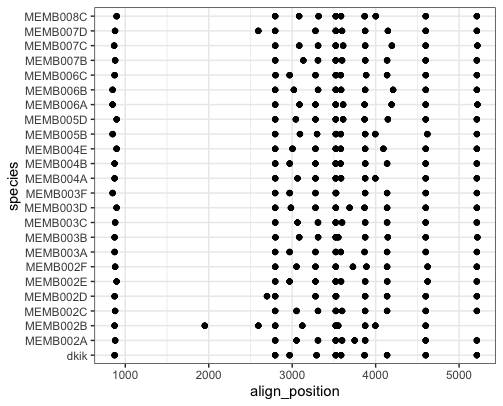 MEMB008C
MEMB007D
MEMB007C
MEMB007B
MEMB006C
MEMB006B
MEMB006A
MEMB005D
MEMB005B
MEMB004E
MEMB004B
MEMB004A
MEMB003F
MEMB003D
MEMB003C
MEMB003B
MEMB003A
MEMB002F
MEMB002E
MEMB002D
MEMB002C
MEMB002B
MEMB002A
dkik
species
1000 2000 3000 4000 5000
align_position